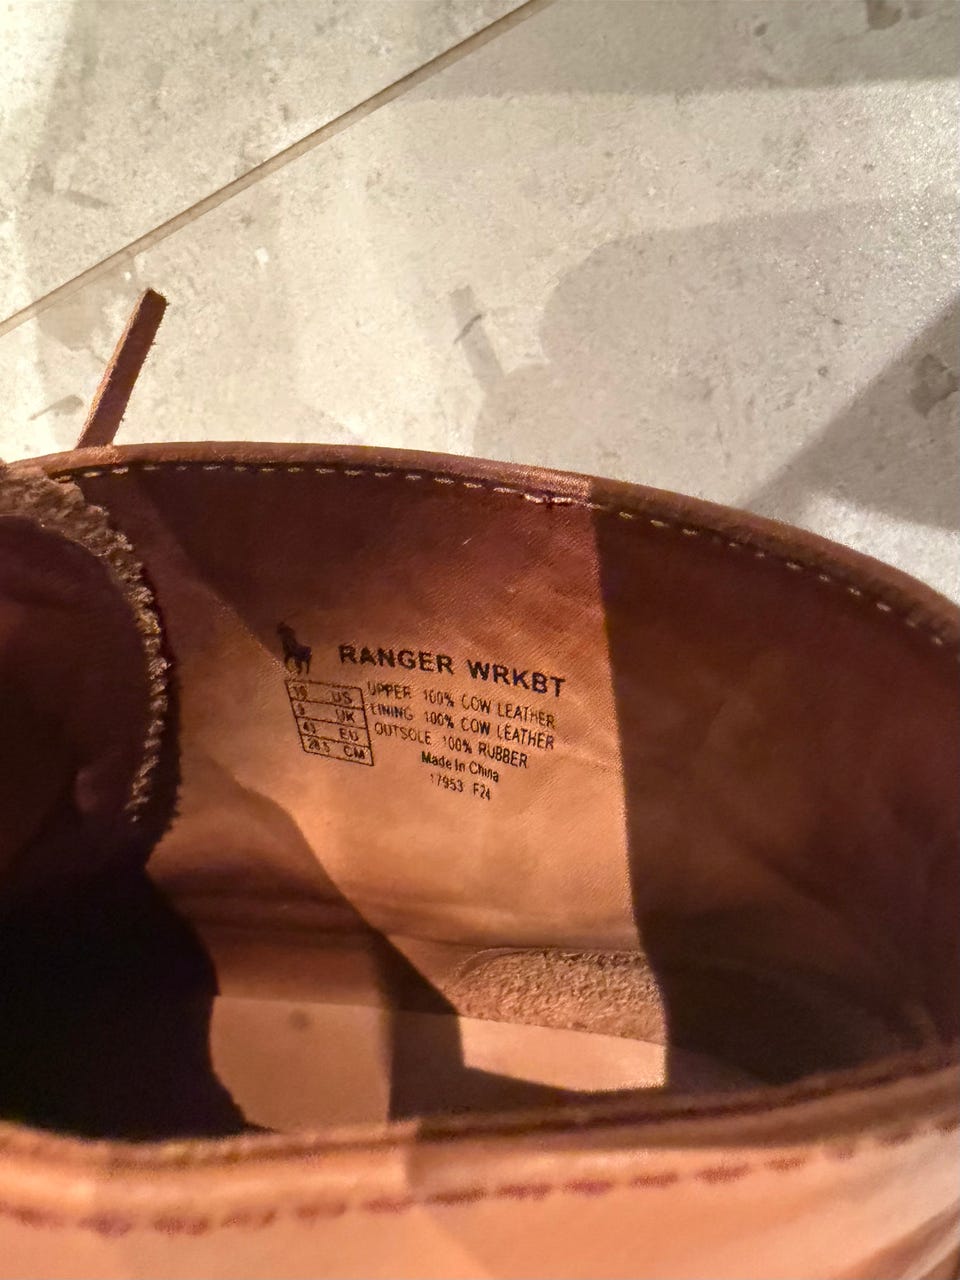 RANGER WRKBT
10 US
9 UK
43 EU
28.5 CM
UPPER 100% COW LEATHER
LINING 100% COW LEATHER
OUTSOLE 100% RUBBER
Made In China
17953 F24